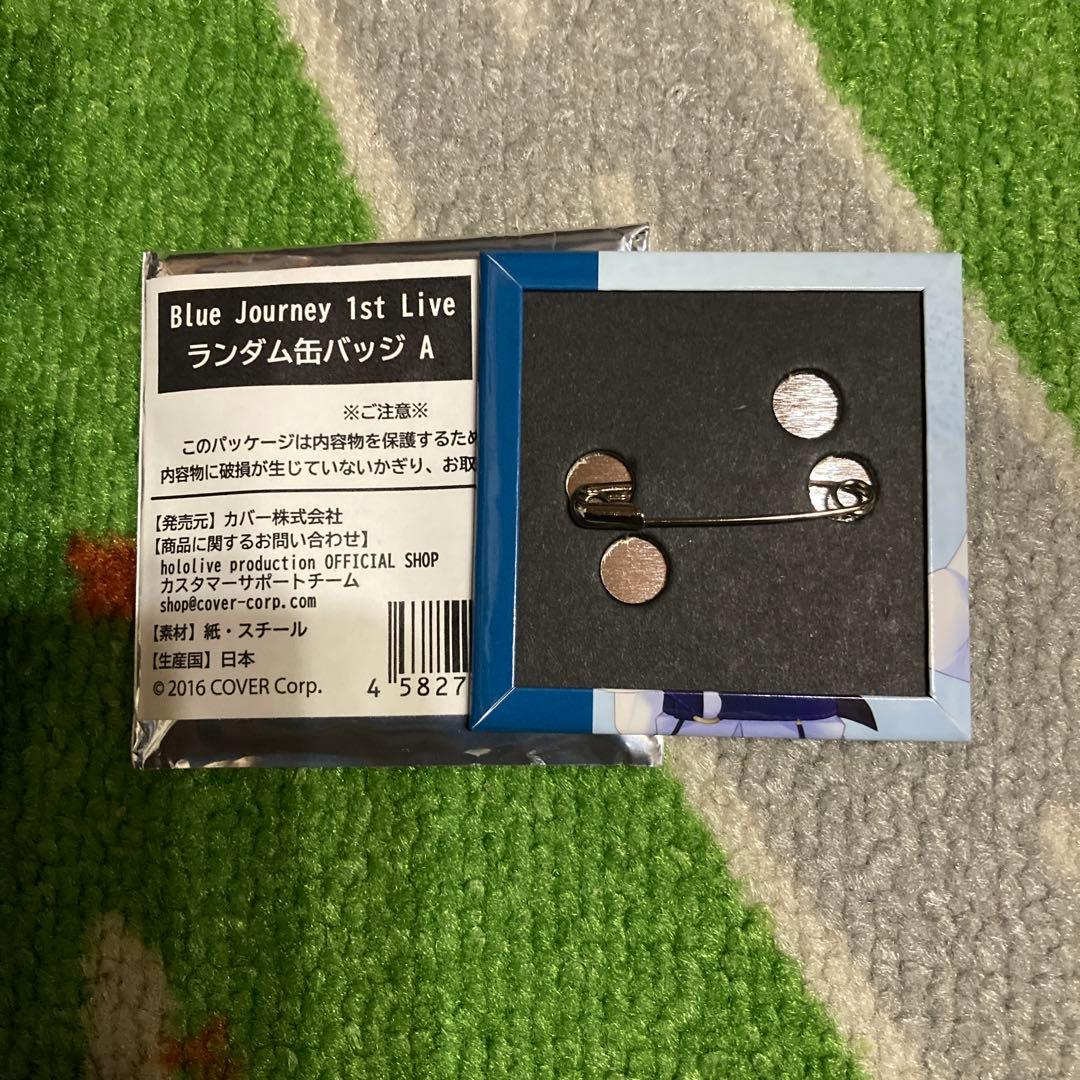 Blue Journey 1st Live
ランダム缶バッジ A
※ご注意※
このパッケージは内容物を保護するため
内容物に破損が生じていないかぎり、お取
【発売元】カバー株式会社
【商品に関するお問い合わせ】
hololive production OFFICIAL SHOP
カスタマーサポートチーム
shop@cover-corp.com
【素材】紙・スチール
【生産国】日本
©2016 COVER Corp.
4 5827